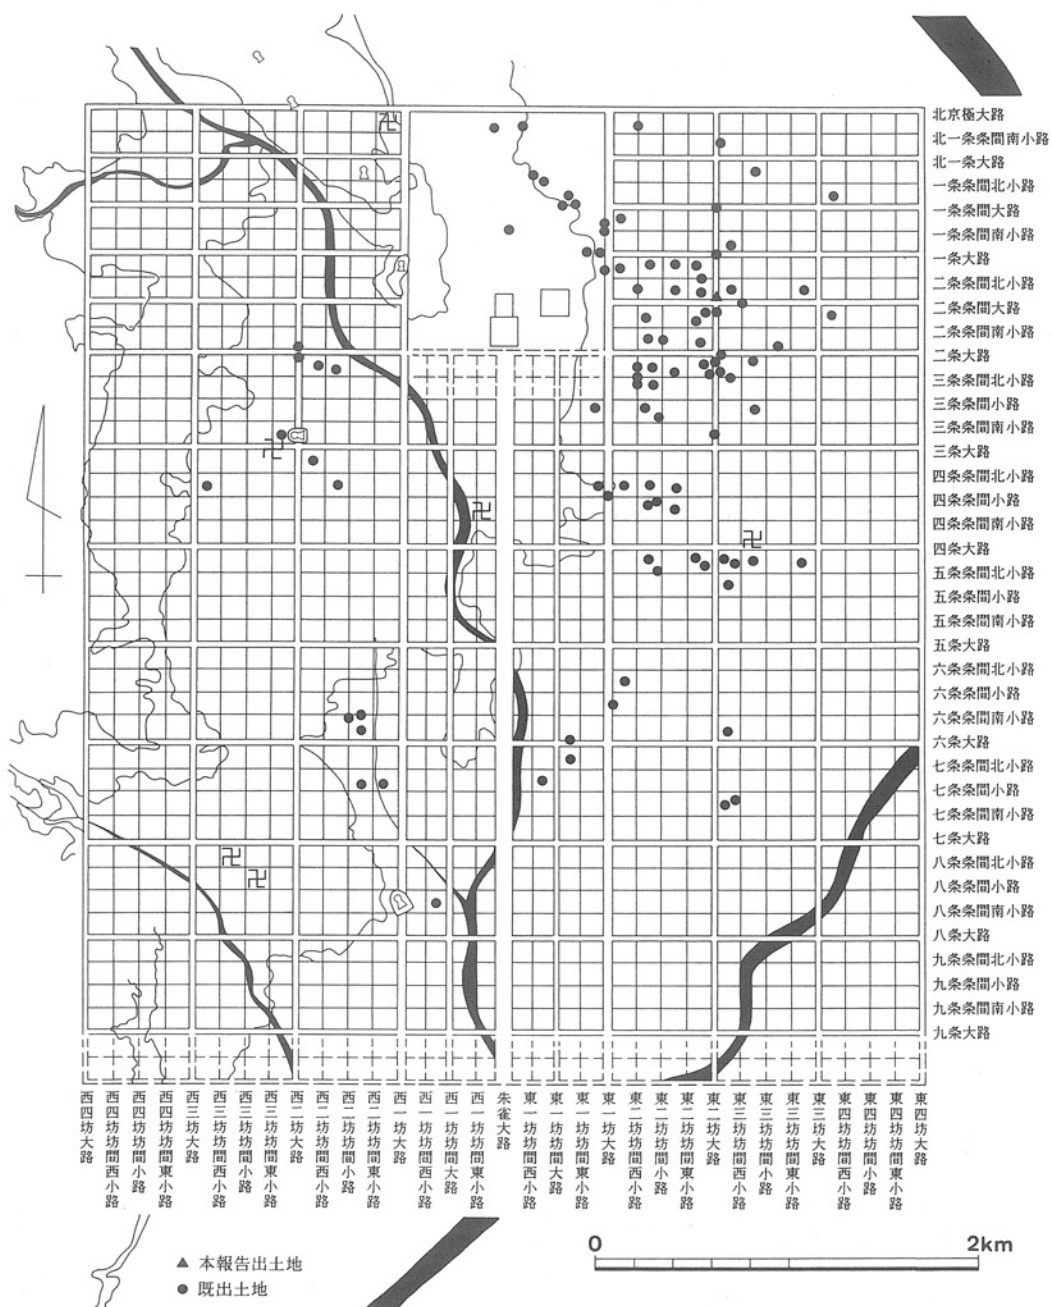 北京極大路
北一条条間南小路
北一条大路
一条条間北小路
一条条間大路
一条条間南小路
一条大路
二条条間北小路
二条条間大路
二条条間南小路
二条大路
三条条間北小路
三条条間小路
三条条間南小路
三条大路
四条条間北小路
四条条間小路
四条条間南小路
四条大路
五条条間北小路
五条条間小路
五条条間南小路
五条大路
六条条間北小路
六条条間小路
六条条間南小路
六条大路
七条条間北小路
七条条間小路
七条条間南小路
七条大路
八条条間北小路
八条条間小路
八条条間南小路
八条大路
九条条間北小路
九条条間小路
九条条間南小路
九条大路
西四坊大路
西四坊坊間西小路
西四坊坊間小路
西四坊坊間東小路
西三坊大路
西三坊坊間西小路
西三坊坊間小路
西三坊坊間東小路
西二坊大路
西二坊坊間西小路
西二坊坊間小路
西二坊坊間東小路
西一坊大路
西一坊坊間西小路
西一坊坊間大路
西一坊坊間東小路
朱雀大路
東一坊坊間西小路
東一坊坊間大路
東一坊坊間東小路
東一坊大路
東二坊坊間西小路
東二坊坊間小路
東二坊坊間東小路
東二坊大路
東三坊坊間西小路
東三坊坊間小路
東三坊坊間東小路
東三坊大路
東四坊坊間西小路
東四坊坊間小路
東四坊坊間東小路
東四坊大路
▲ 本報告出土地
● 既出土地
0 2km